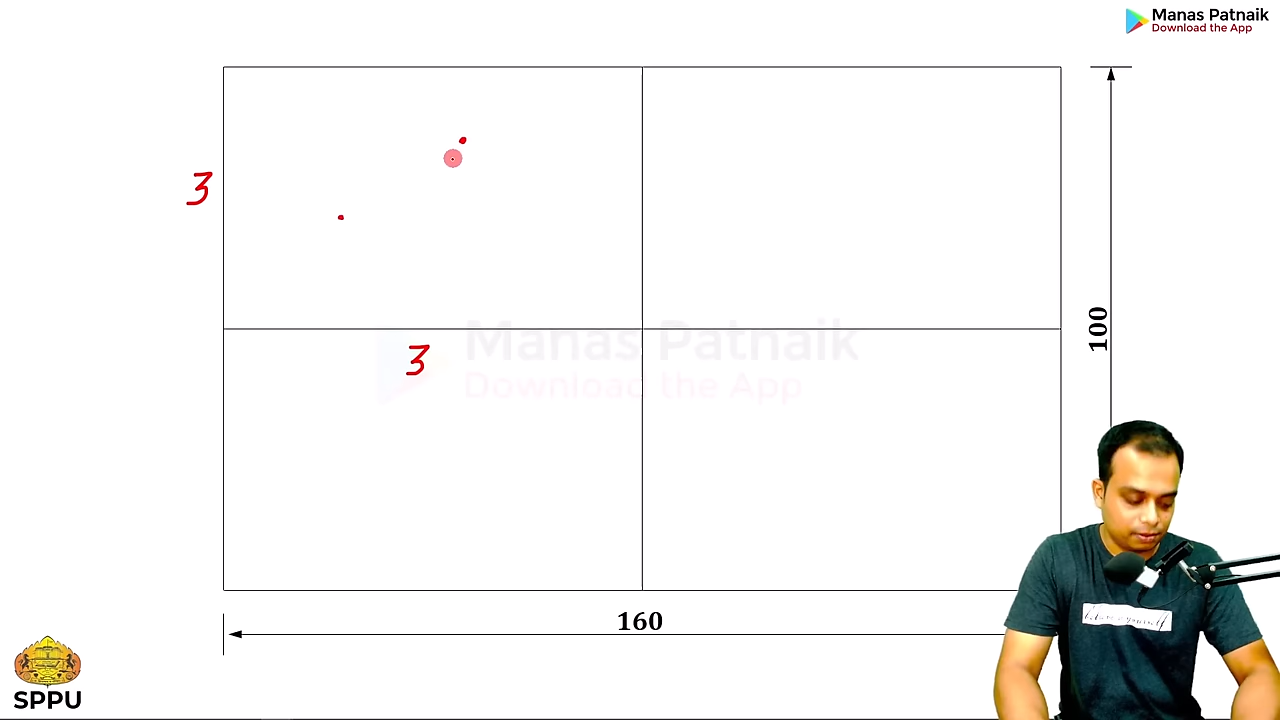 Manas Patnaik
Download the App
3
100
3
Manas Patnaik
Download the App
160
SPPU